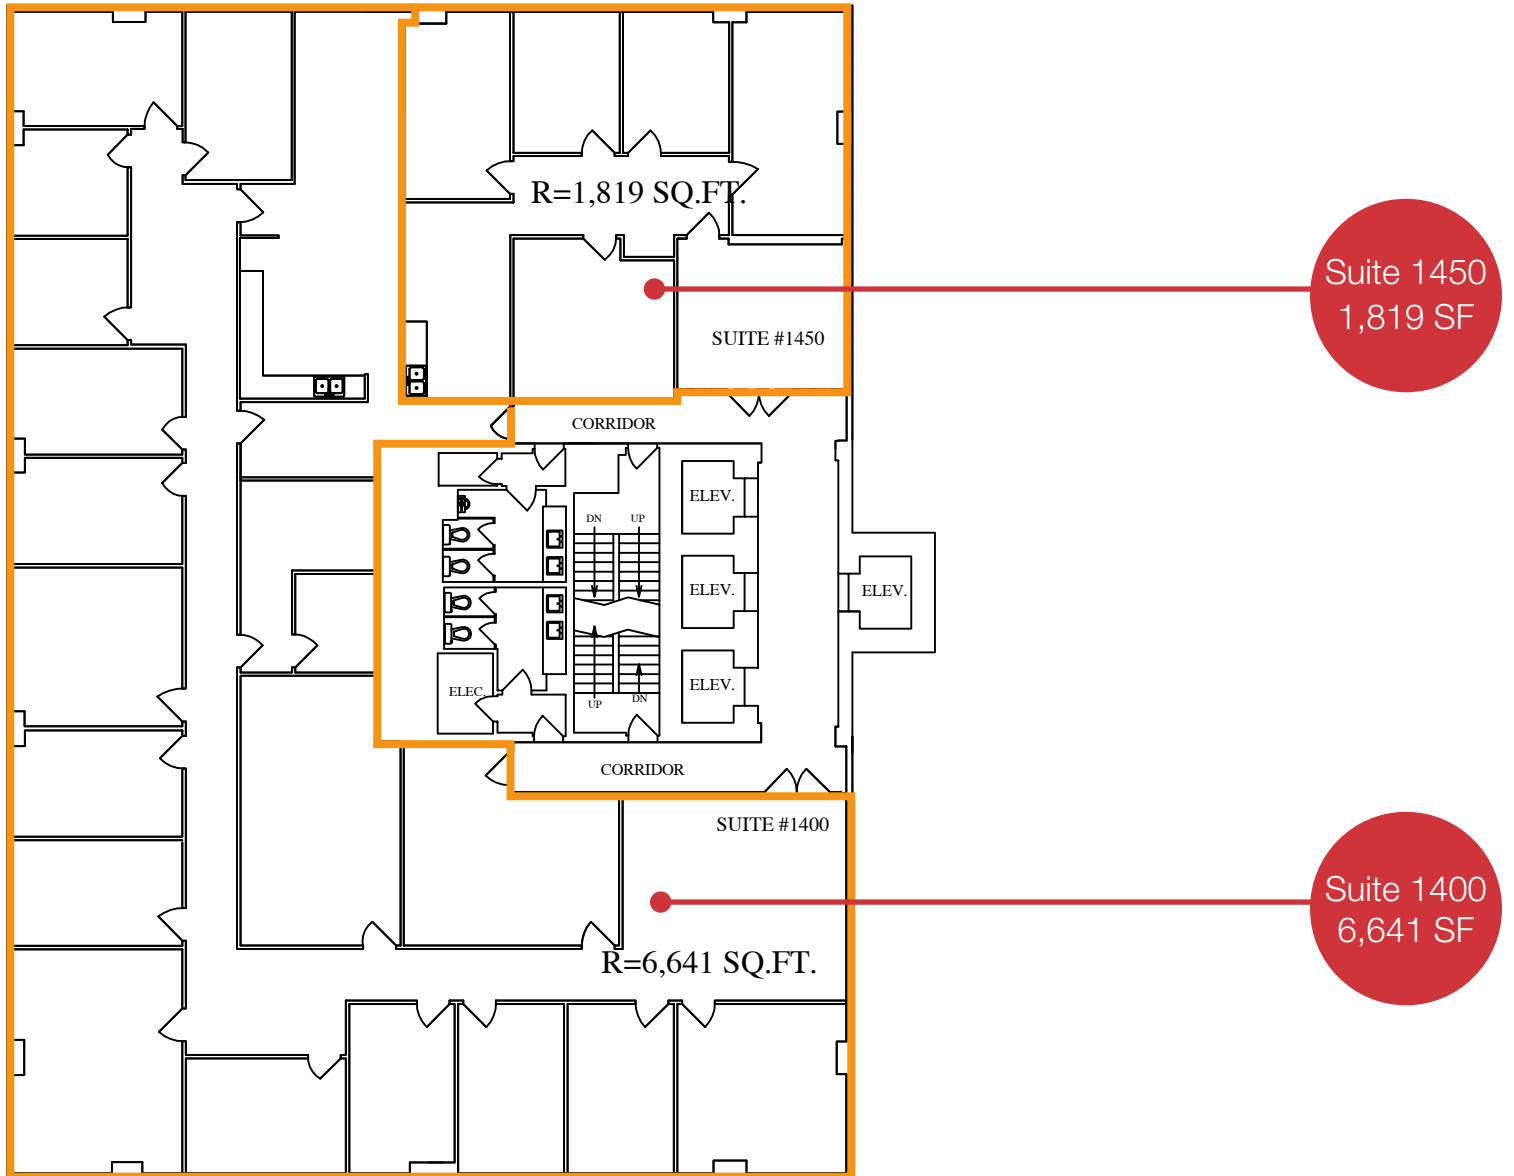 R=1,819 SQ.FT.
Suite 1450
1,819 SF
SUITE #1450
CORRIDOR
ELEV.
DN
UP
ELEV.
ELEV.
ELEC.
ELEV.
UP
DN
CORRIDOR
SUITE #1400
Suite 1400
6,641 SF
R=6,641 SQ.FT.